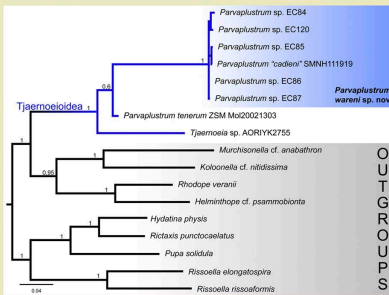 Parvaplustrum sp. EC84
Parvaplustrum sp. EC120
Parvaplustrum sp. EC85
Parvaplustrum "cadieni" SMNH111919
Parvaplustrum sp. EC86
Parvaplustrum sp. EC87
Parvaplustrum
wareni sp. nov
1
0.6
Tjaernoeioidea
1
Parvaplustrum tenerum ZSM Mol20021303
Tjaernoeia sp. AORIYK2755
Murchisonella cf. anabathron
1
Koloonella cf. nitidissima
0.95
Rhodope veranii
1
Helminthope cf. psammobionta
Hydatina physis
1
Rictaxis punctocaelatus
1
Pupa solidula
1
Rissoella elongatospira
1
Rissoella rissoaformis
0.04
OUTGROUPS